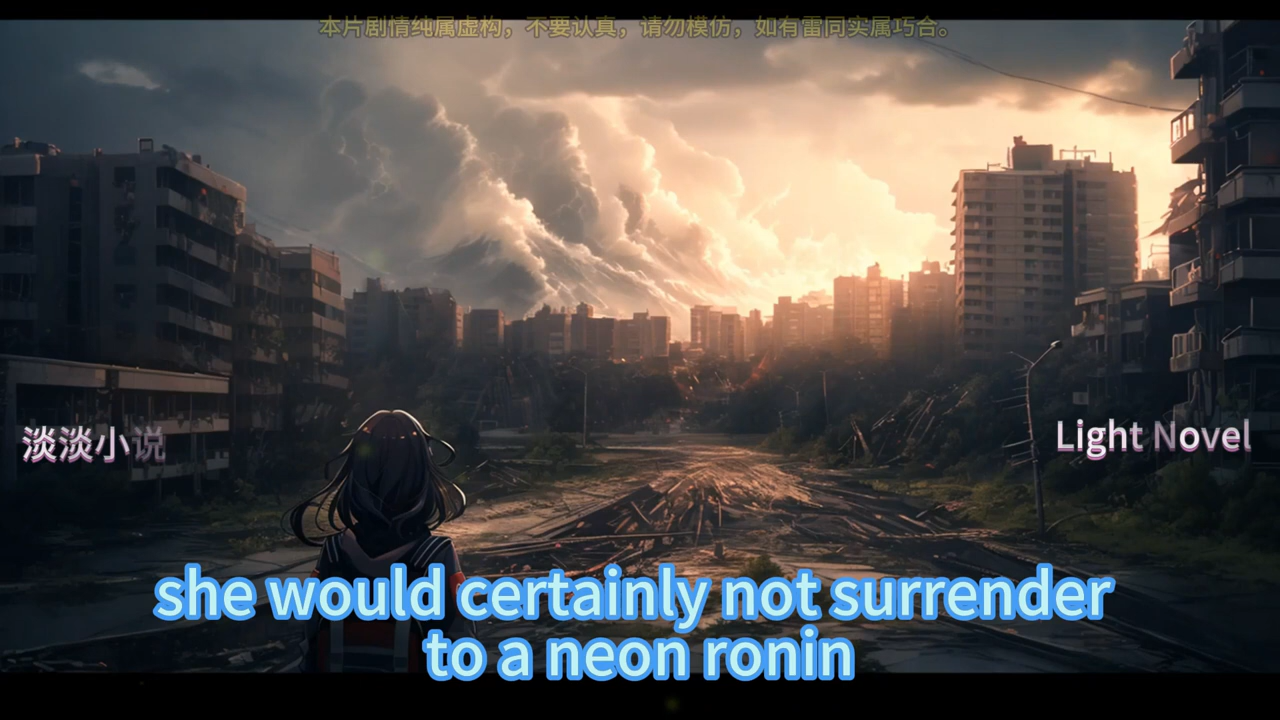 本片剧情纯属虚构，不要认真，请勿模仿，如有雷同实属巧合。
淡淡小说
Light Novel
she would certainly not surrender
to a neon ronin